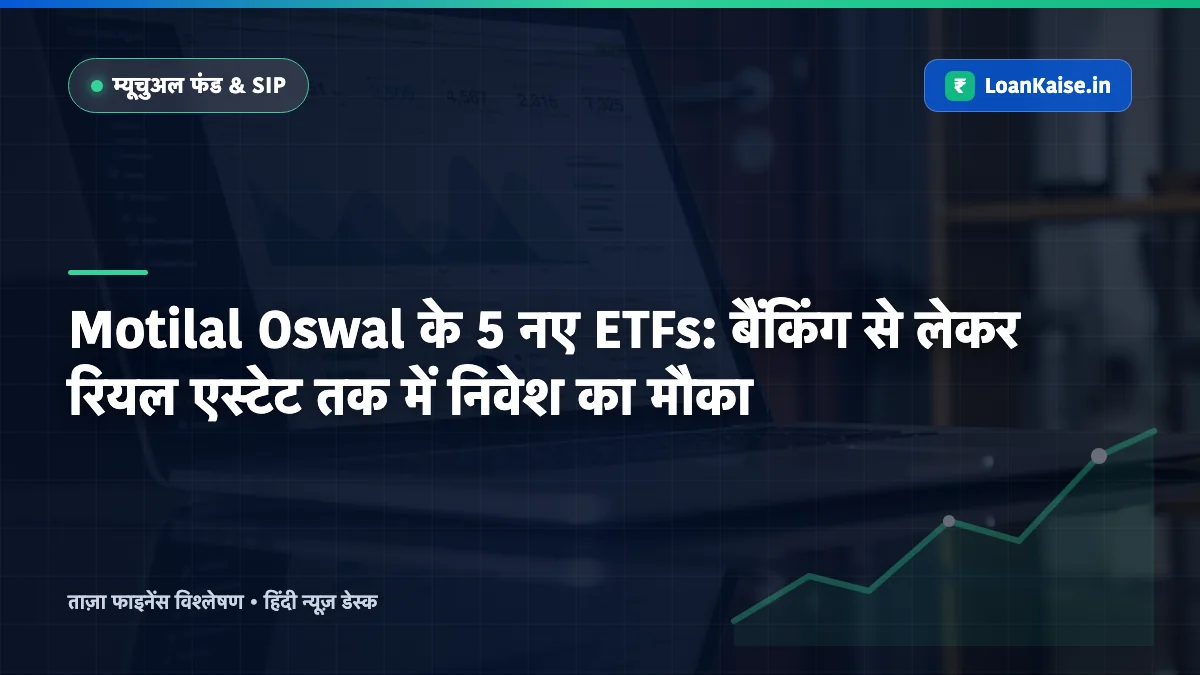 म्यूचुअल फंड & SIP
₹ LoanKaise.in
Motilal Oswal के 5 नए ETFs: बैंकिंग से लेकर
रियल एस्टेट तक में निवेश का मौका
ताज़ा फाइनेंस विश्लेषण • हिंदी न्यूज़ डेस्क